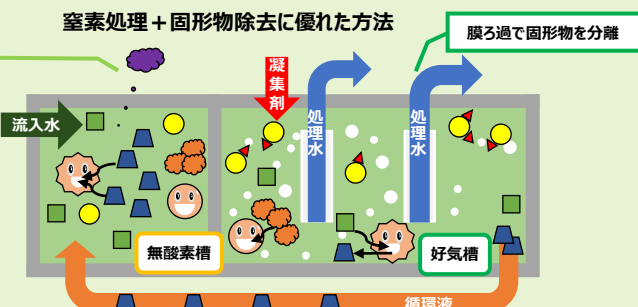 窒素処理+固形物除去に優れた方法
膜ろ過で固形物を分離
凝集剤
流入水
処理水
処理水
無酸素槽
好気槽
循環液